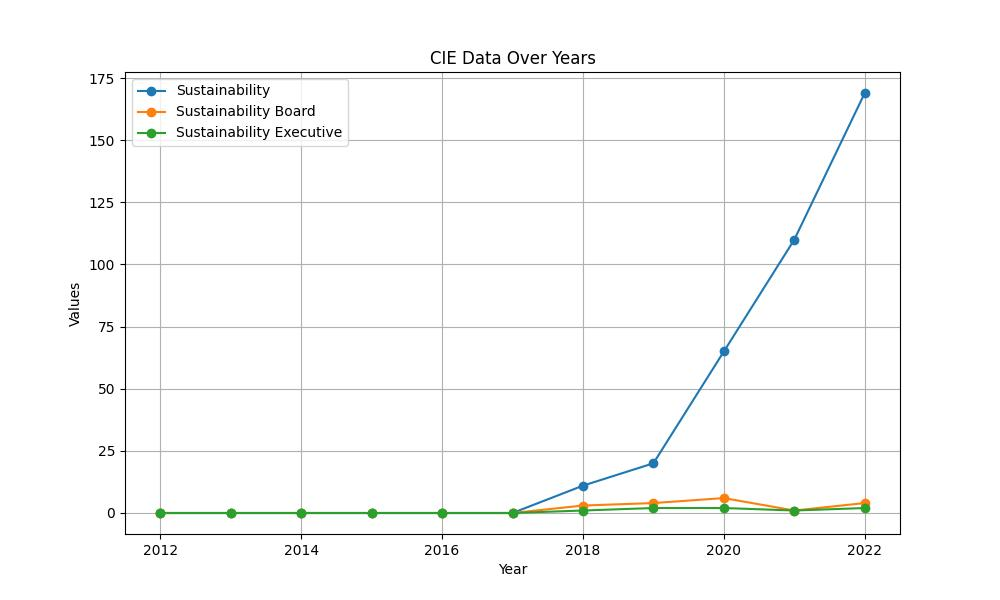 CIE Data Over Years
Sustainability
Sustainability Board
Sustainability Executive
175
150
125
100
75
50
25
0
Values
2012 2014 2016 2018 2020 2022
Year